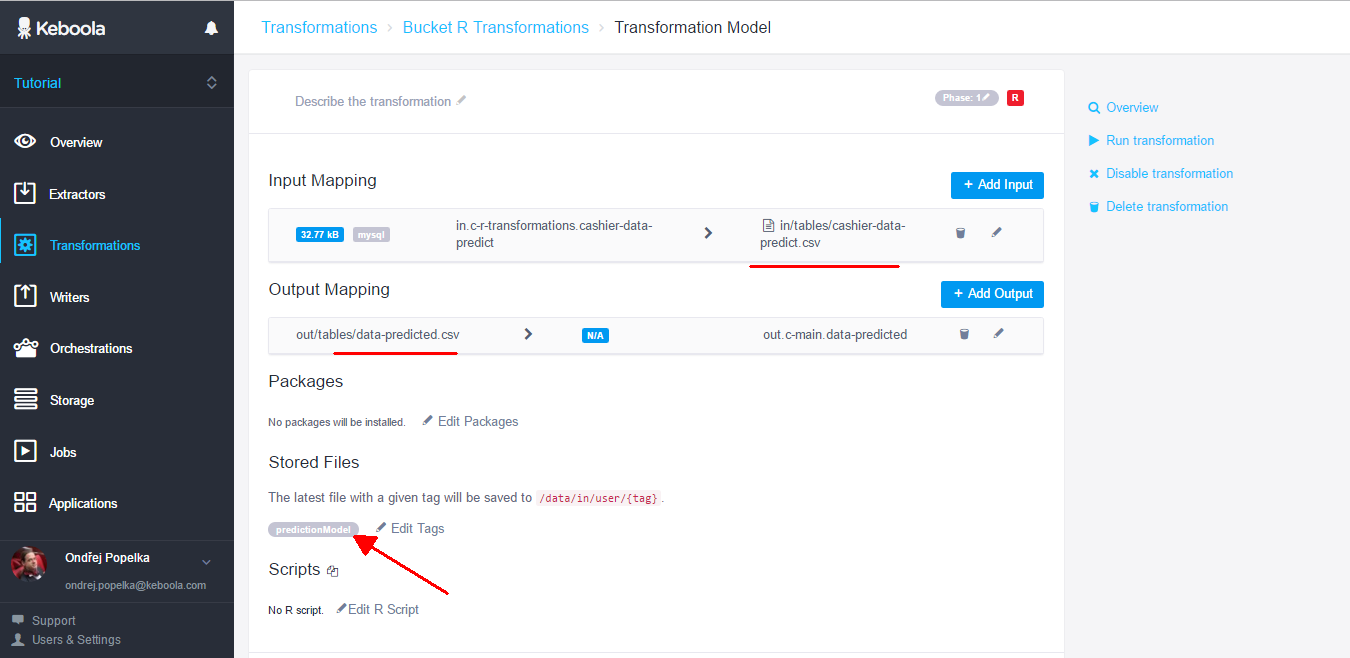 Keboola
Tutorial
Overview
Extractors
Transformations
Writers
Orchestrations
Storage
Jobs
Applications
Ondřej Popelka
ondrej.popelka@keboola.com
Support
Users & Settings
Transformations › Bucket R Transformations › Transformation Model
Describe the transformation
Phase: 1
R
Input Mapping
+ Add Input
32.77 kB mysql
in.c-r-transformations.cashier-data-
predict
in/tables/cashier-data-
predict.csv
Output Mapping
+ Add Output
out/tables/data-predicted.csv
N/A
out.c-main.data-predicted
Packages
No packages will be installed. Edit Packages
Stored Files
The latest file with a given tag will be saved to /data/in/user/{tag}.
predictionModel Edit Tags
Scripts
No R script. Edit R Script
Overview
Run transformation
Disable transformation
Delete transformation